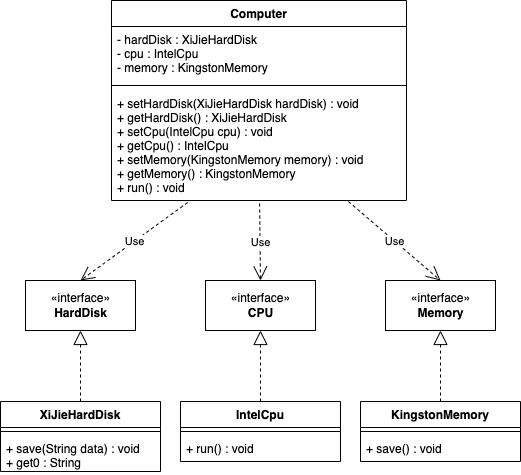 Computer
- hardDisk : XiJieHardDisk
- cpu : IntelCpu
- memory : KingstonMemory
+ setHardDisk(XiJieHardDisk hardDisk) : void
+ getHardDisk() : XiJieHardDisk
+ setCpu(IntelCpu cpu) : void
+ getCpu() : IntelCpu
+ setMemory(KingstonMemory memory) : void
+ getMemory() : KingstonMemory
+ run() : void
Use
Use
Use
«interface»
HardDisk
«interface»
CPU
«interface»
Memory
XiJieHardDisk
+ save(String data) : void
+ get0 : String
IntelCpu
+ run() : void
KingstonMemory
+ save() : void